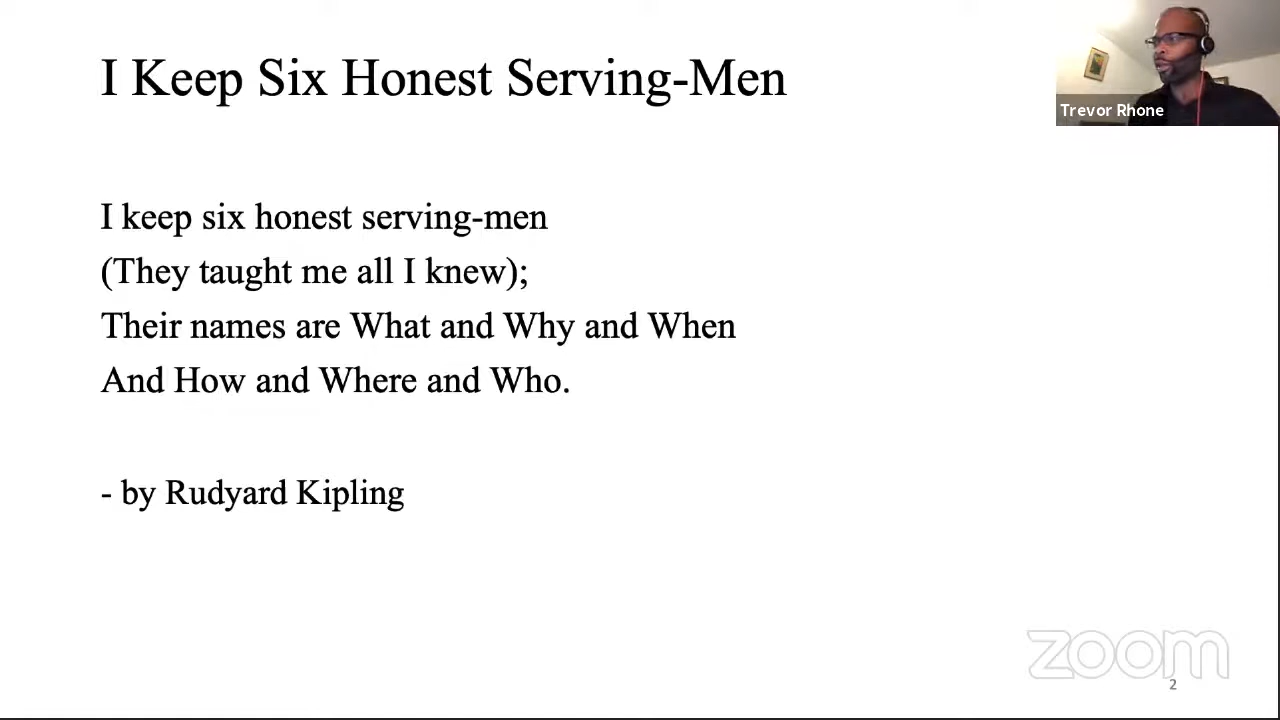 I Keep Six Honest Serving-Men
Trevor Rhone
I keep six honest serving-men
(They taught me all I knew);
Their names are What and Why and When
And How and Where and Who.
- by Rudyard Kipling
zoom
2